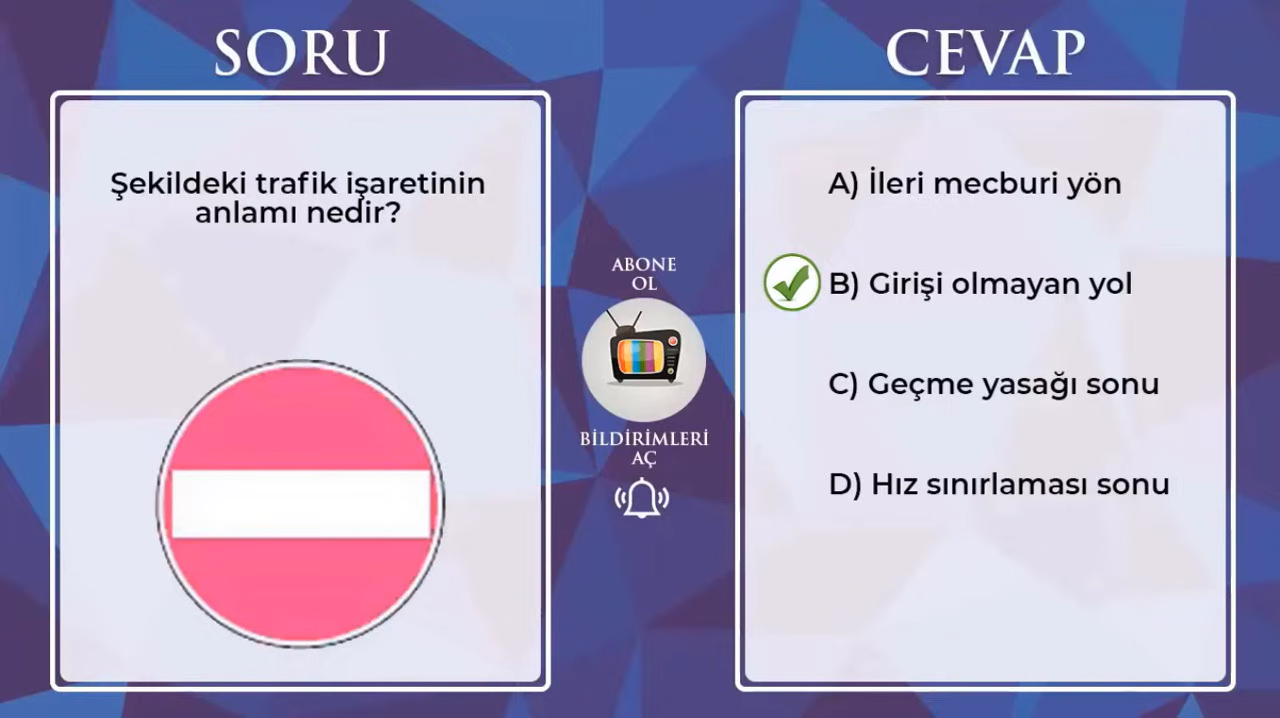 SORU
Şekildeki trafik işaretinin
anlamı nedir?
ABONE
OL
BİLDİRİMLERİ
AÇ
CEVAP
A) İleri mecburi yön
B) Girişi olmayan yol
C) Geçme yasağı sonu
D) Hız sınırlaması sonu